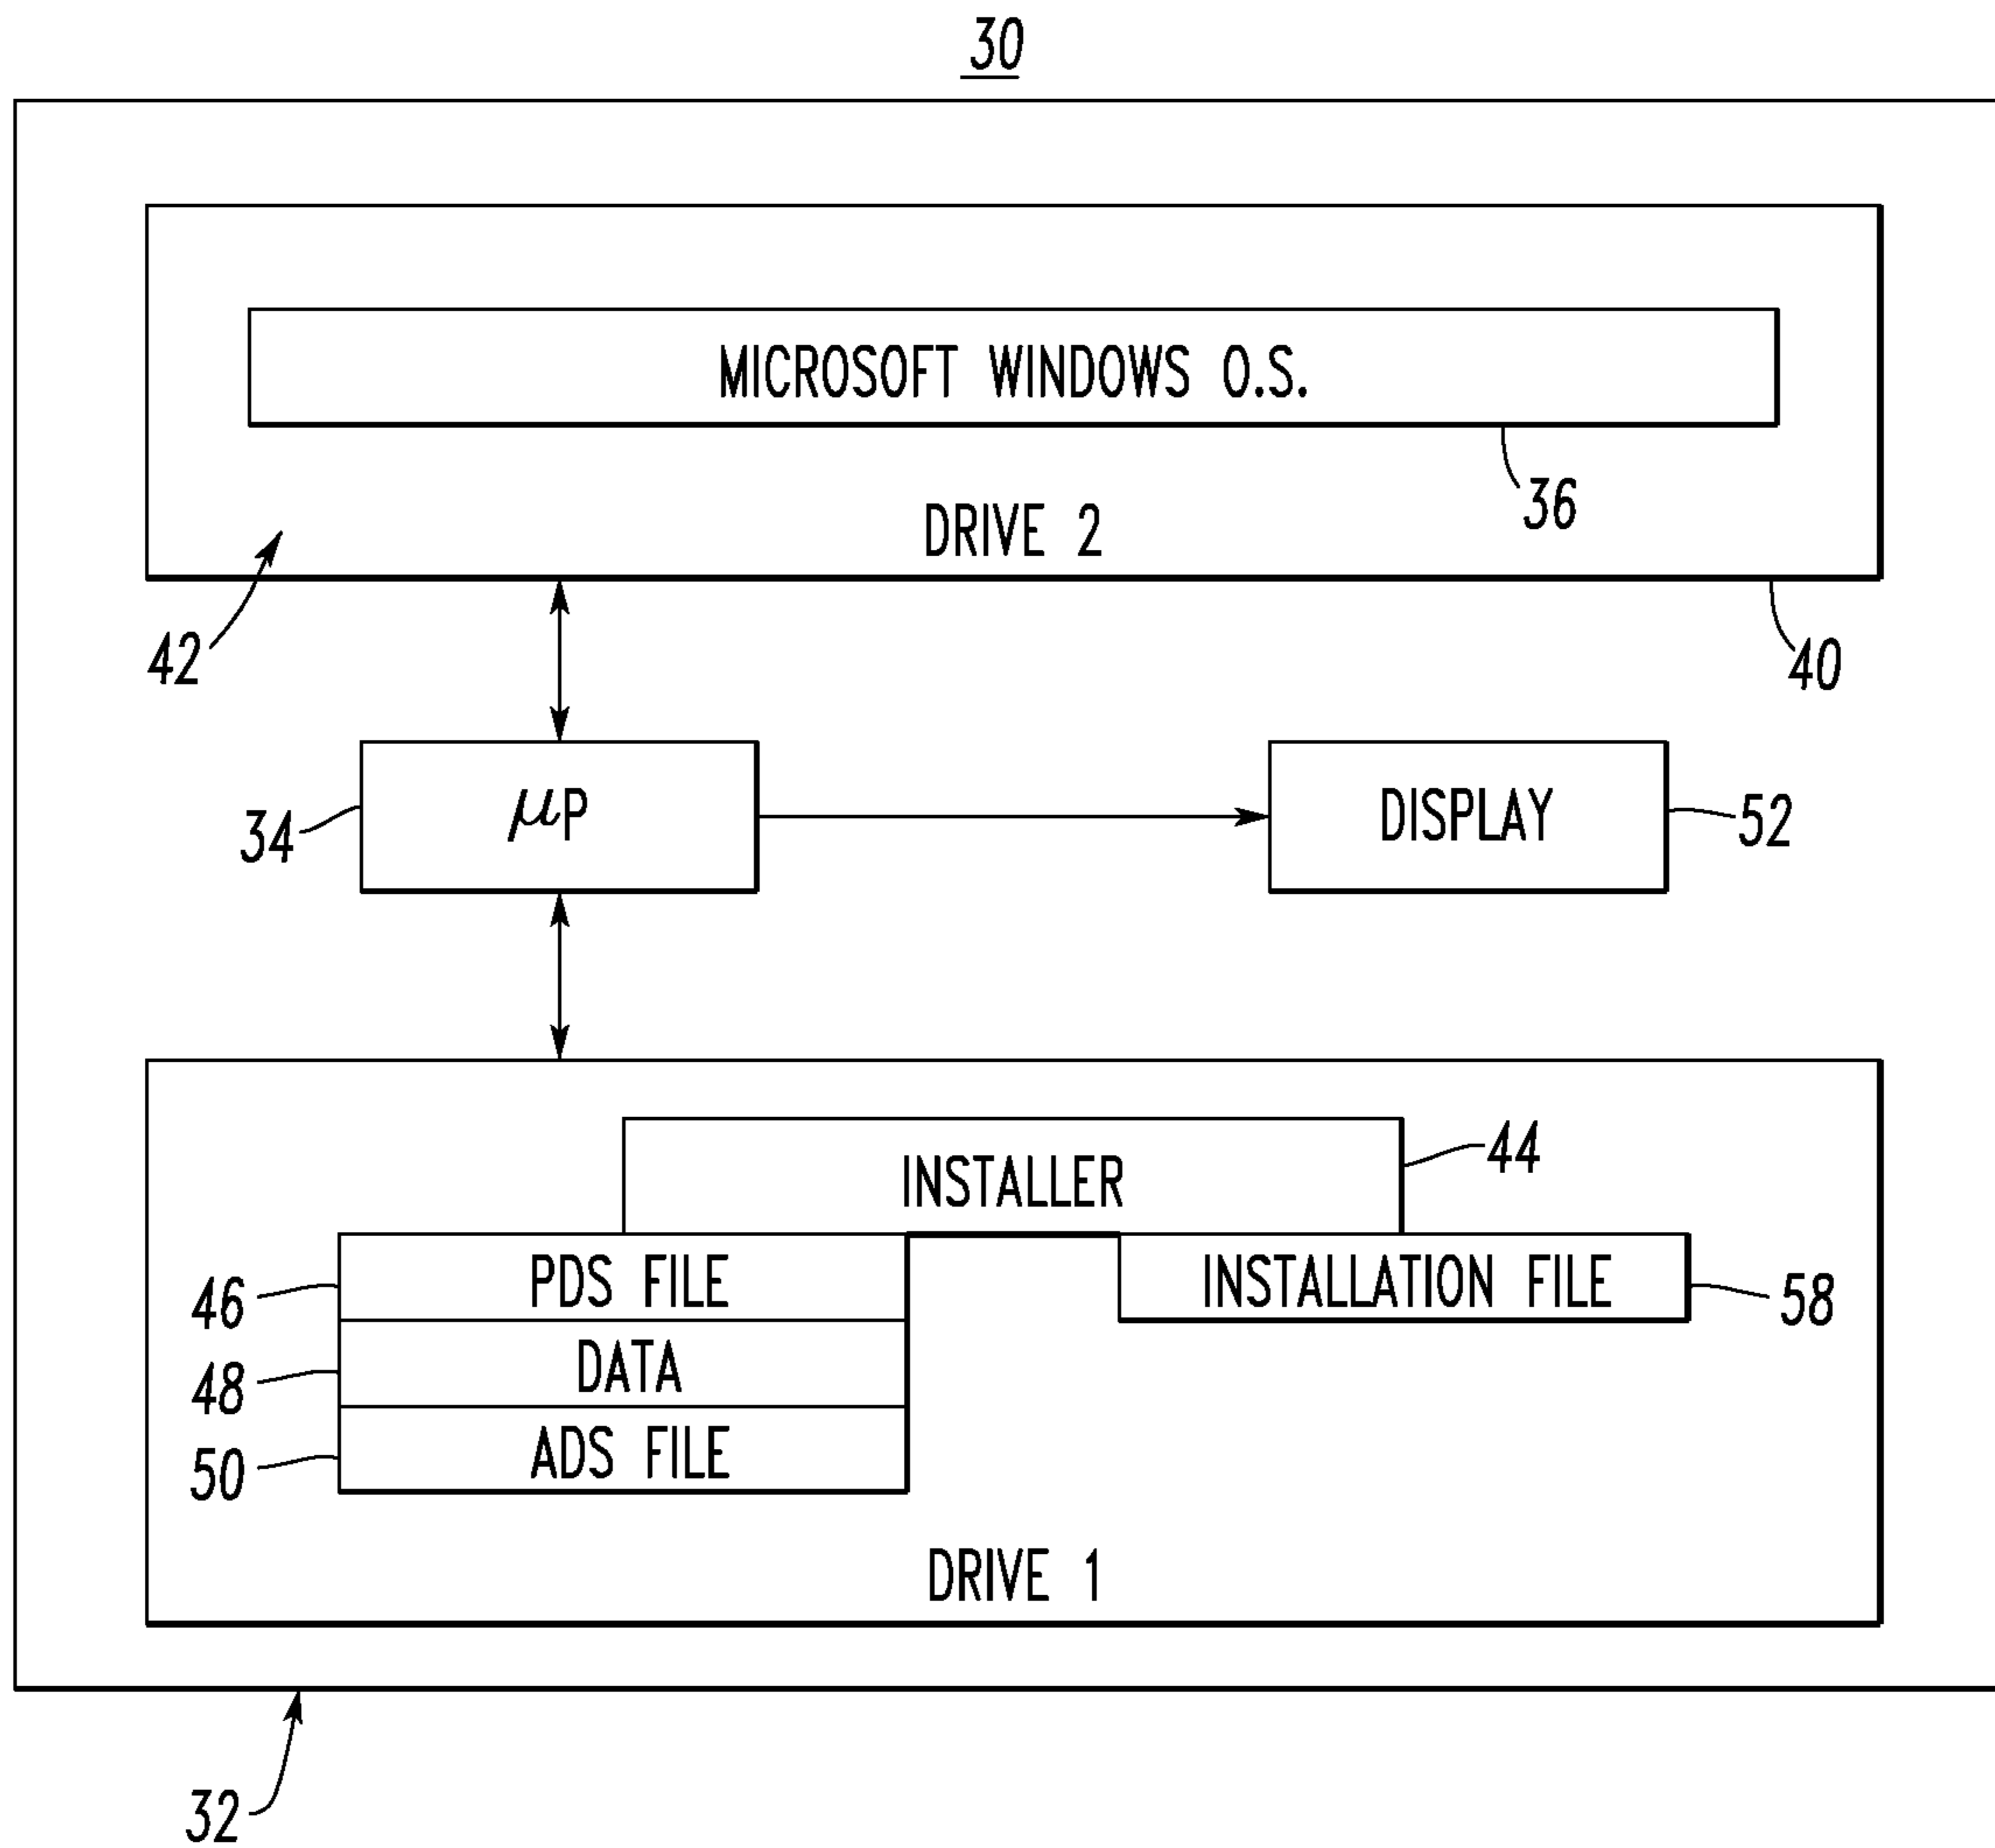 30
MICROSOFT WINDOWS O.S.
36
DRIVE 2
42
40
μP
34
DISPLAY
52
INSTALLER
44
PDS FILE
46
INSTALLATION FILE
58
DATA
48
ADS FILE
50
DRIVE 1
32